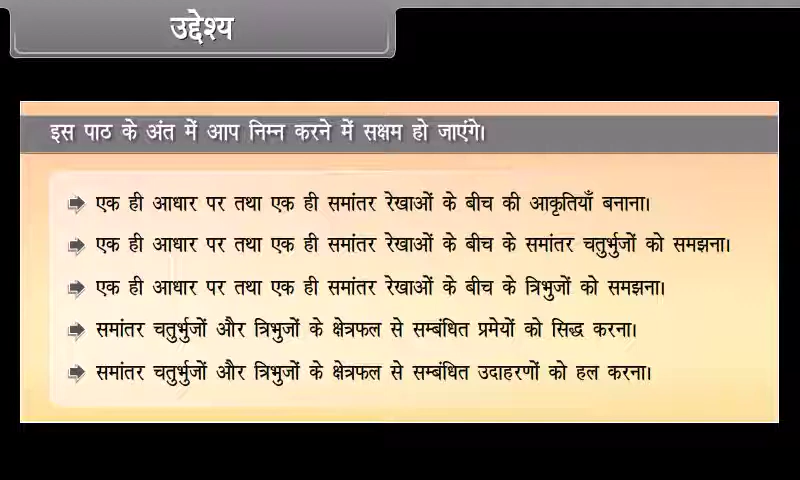 उद्देश्य
इस पाठ के अंत में आप निम्न करने में सक्षम हो जाएंगे।
एक ही आधार पर तथा एक ही समांतर रेखाओं के बीच की आकृतियाँ बनाना।
एक ही आधार पर तथा एक ही समांतर रेखाओं के बीच के समांतर चतुर्भुजों को समझना।
एक ही आधार पर तथा एक ही समांतर रेखाओं के बीच के त्रिभुजों को समझना।
समांतर चतुर्भुजों और त्रिभुजों के क्षेत्रफल से सम्बंधित प्रमेयों को सिद्ध करना।
समांतर चतुर्भुजों और त्रिभुजों के क्षेत्रफल से सम्बंधित उदाहरणों को हल करना।